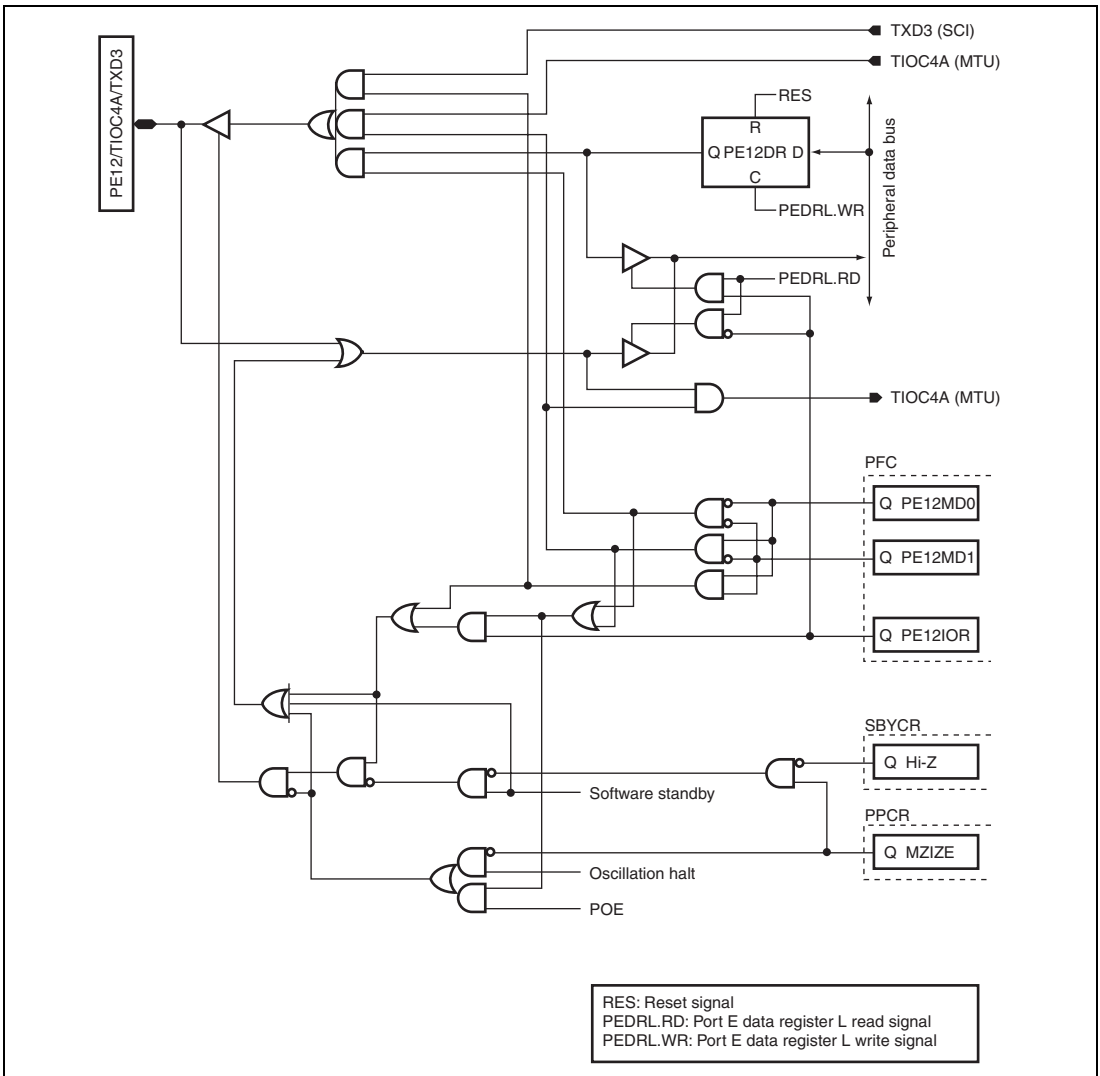 PE12/TIOC4A/TXD3
TXD3 (SCI)
TIOC4A (MTU)
RES
R
Q PE12DR D
C
PEDRL.WR
Peripheral data bus
PEDRL.RD
TIOC4A (MTU)
PFC
Q PE12MD0
Q PE12MD1
Q PE12IOR
SBYCR
Q Hi-Z
Software standby
PPCR
Q MZIZE
Oscillation halt
POE
RES: Reset signal
PEDRL.RD: Port E data register L read signal
PEDRL.WR: Port E data register L write signal